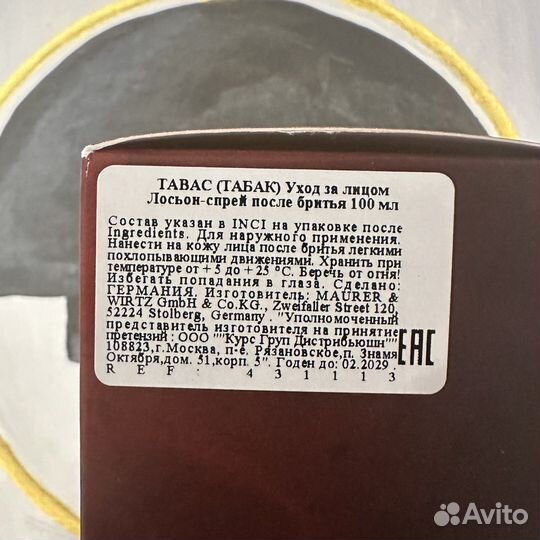 TABAC (ТАБАК) Уход за лицом
Лосьон-спрей после бритья 100 мл
Состав указан в INCI на упаковке после
Ingredients. Для наружного применения.
Нанести на кожу лица после бритья легкими
похлопывающими движениями. Хранить при
температуре от +5 до +25 °С. Беречь от огня!
Избегать попадания в глаза. Сделано:
ГЕРМАНИЯ. Изготовитель: MAURER &
WIRTZ GmbH & Co.KG., Zweifaller Street 120,
52224 Stolberg, Germany. "Уполномоченный
представитель изготовителя на принятие
претензий: ООО ""Курс Груп Дистрибьюшн""
108823,г.Москва, п-е. Рязановское,п. Знамя
Октября,дом. 51,корп. 5". Годен до: 02.2029 .
REF: 431113
EAC
Avito